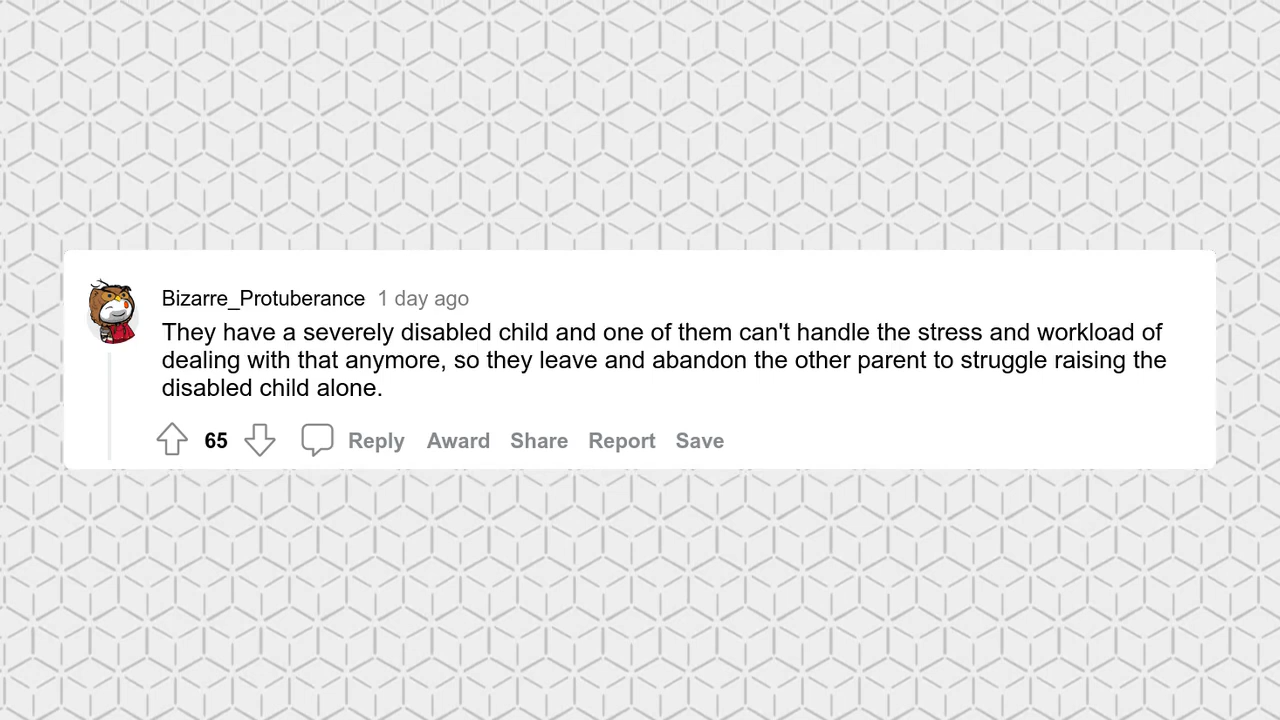 Bizarre_Protuberance 1 day ago
They have a severely disabled child and one of them can't handle the stress and workload of
dealing with that anymore, so they leave and abandon the other parent to struggle raising the
disabled child alone.
65 Reply Award Share Report Save